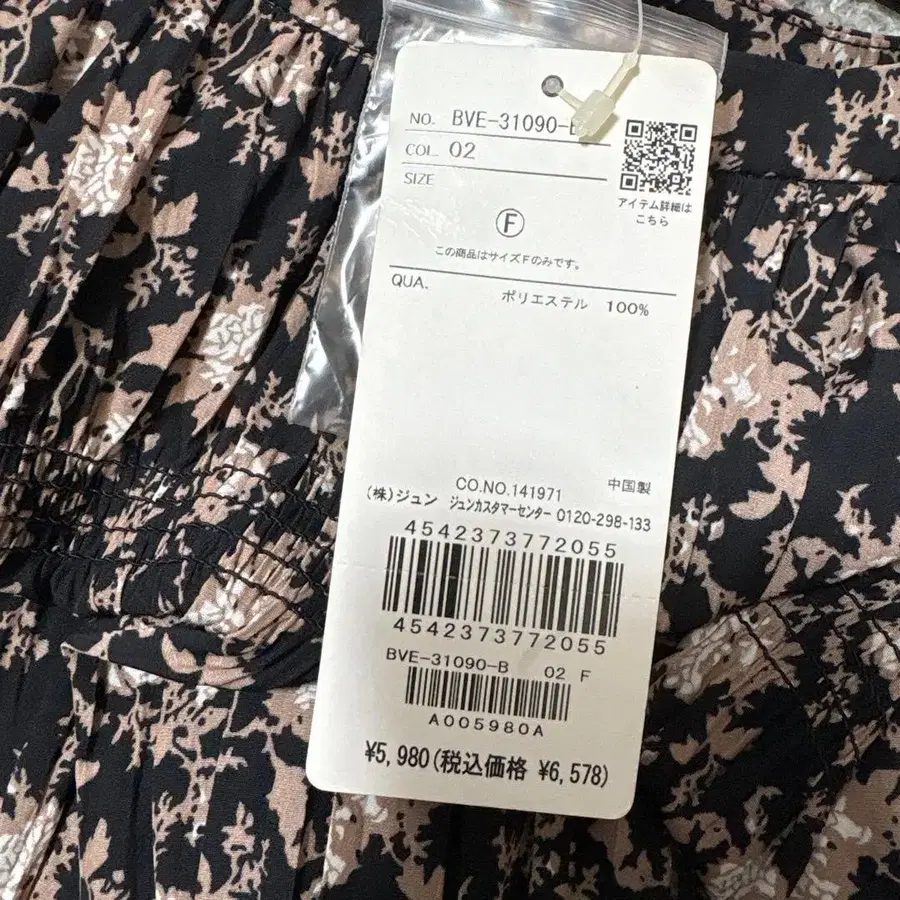 NO. BVE-31090-B
COL. 02
SIZE
アイテム詳細は
こちら
F
この商品はサイズFのみです。
QUA.
ポリエステル 100%
CO.NO.141971 中国製
(株)ジュン ジュンカスタマーセンター 0120-298-133
4542373772055
4542373772055
BVE-31090-B 02 F
A005980A
¥5,980(税込価格 ¥6,578)